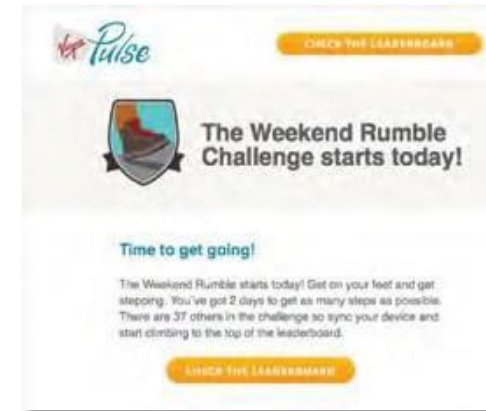 Virgin Pulse
CHECK THE LEADERBOARD
The Weekend Rumble
Challenge starts today!
Time to get going!
The Weekend Rumble starts today! Get on your feet and get
stepping. You've got 2 days to get as many steps as possible.
There are 37 others in the challenge so sync your device and
start climbing to the top of the leaderboard.
CHECK THE LEADERBOARD